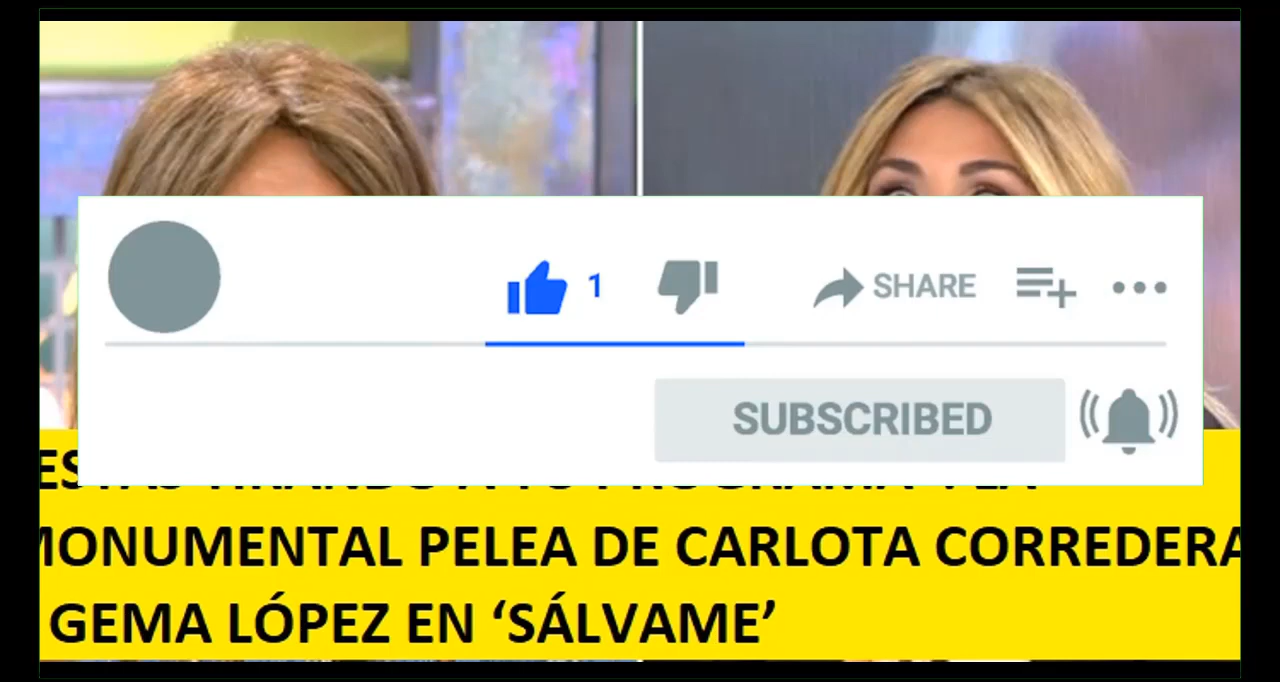 1
SHARE
SUBSCRIBED
MONUMENTAL PELEA DE CARLOTA CORREDERA
GEMA LÓPEZ EN ‘SÁLVAME’